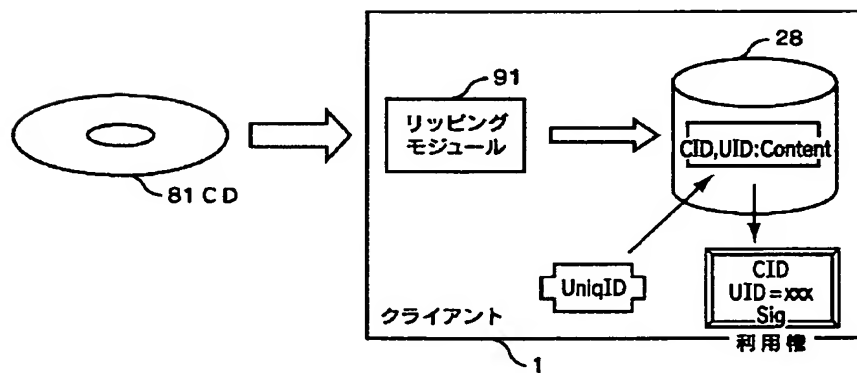 28
91
リッピング
モジュール
CID,UID:Content
81 CD
UniqID
CID
UID=xxx
Sig
クライアント
利用権
1